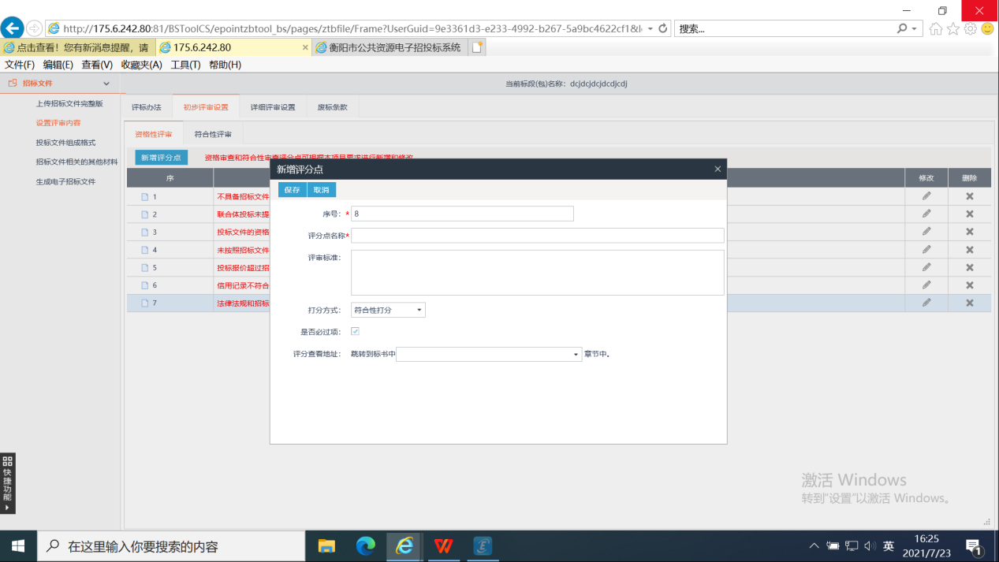 http://175.6.242.80:81/BSToolCS/epointzbtool_bs/pages/ztbfile/Frame?UserGuid=9e3361d3-e233-4992-b267-5a9bc4622cf18&l
搜索...
点击查看！您有新消息提醒，请
175.6.242.80
衡阳市公共资源电子招投标系统
文件(F) 编辑(E) 查看(V) 收藏夹(A) 工具(T) 帮助(H)
招标文件
当前标段(包)名称：dcjdcjdcjdcdjcdj
上传招标文件完整版
设置评审内容
投标文件组成格式
招标文件相关的其他材料
生成电子招标文件
评标办法 初步评审设置 详细评审设置 废标条款
资格性评审 符合性评审
新增评分点 资格审查和符合性审查评分点可根据本项目要求进行新增和修改
序 修改 删除
1 不具备招标文件
2 联合体投标未提
3 投标文件的资格
4 未按照招标文件
5 投标报价超过招
6 信用记录不符合
7 法律法规和招标
新增评分点
保存 取消
序号：* 8
评分点名称*
评审标准：
打分方式： 符合性打分
是否必过项：
评分查看地址： 跳转到标书中 章节中。
快捷功能
激活 Windows
转到"设置"以激活 Windows。
在这里输入你要搜索的内容
英
16:25
2021/7/23
1